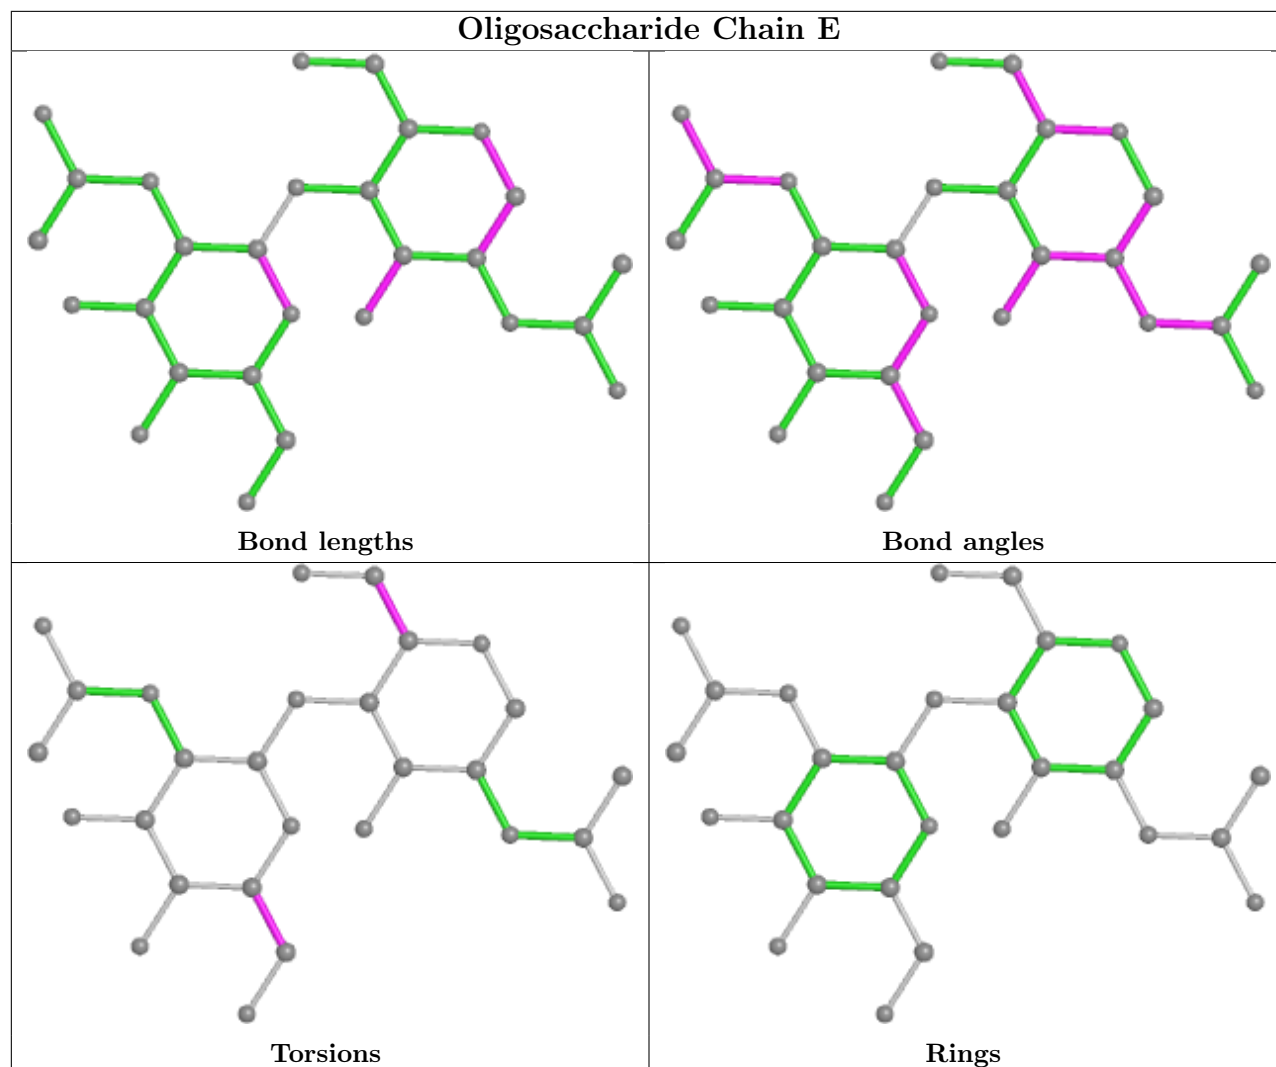 Oligosaccharide Chain E
Bond lengths
Bond angles
Torsions
Rings